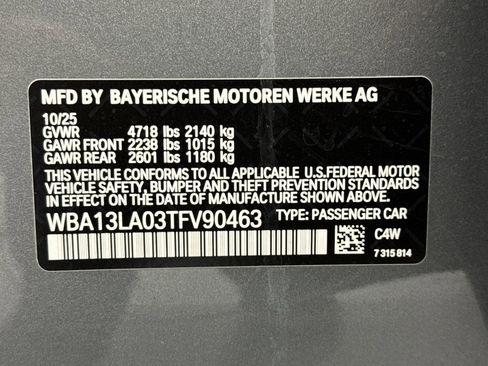 MFD BY BAYERISCHE MOTOREN WERKE AG
10/25
GVWR 4718 lbs 2140 kg
GAWR FRONT 2238 lbs 1015 kg
GAWR REAR 2601 lbs 1180 kg
THIS VEHICLE CONFORMS TO ALL APPLICABLE U.S.FEDERAL MOTOR
VEHICLE SAFETY, BUMPER AND THEFT PREVENTION STANDARDS
IN EFFECT ON THE DATE OF MANUFACTURE SHOWN ABOVE.
WBA13LA03TFV90463 TYPE: PASSENGER CAR
C4W
7 315 814